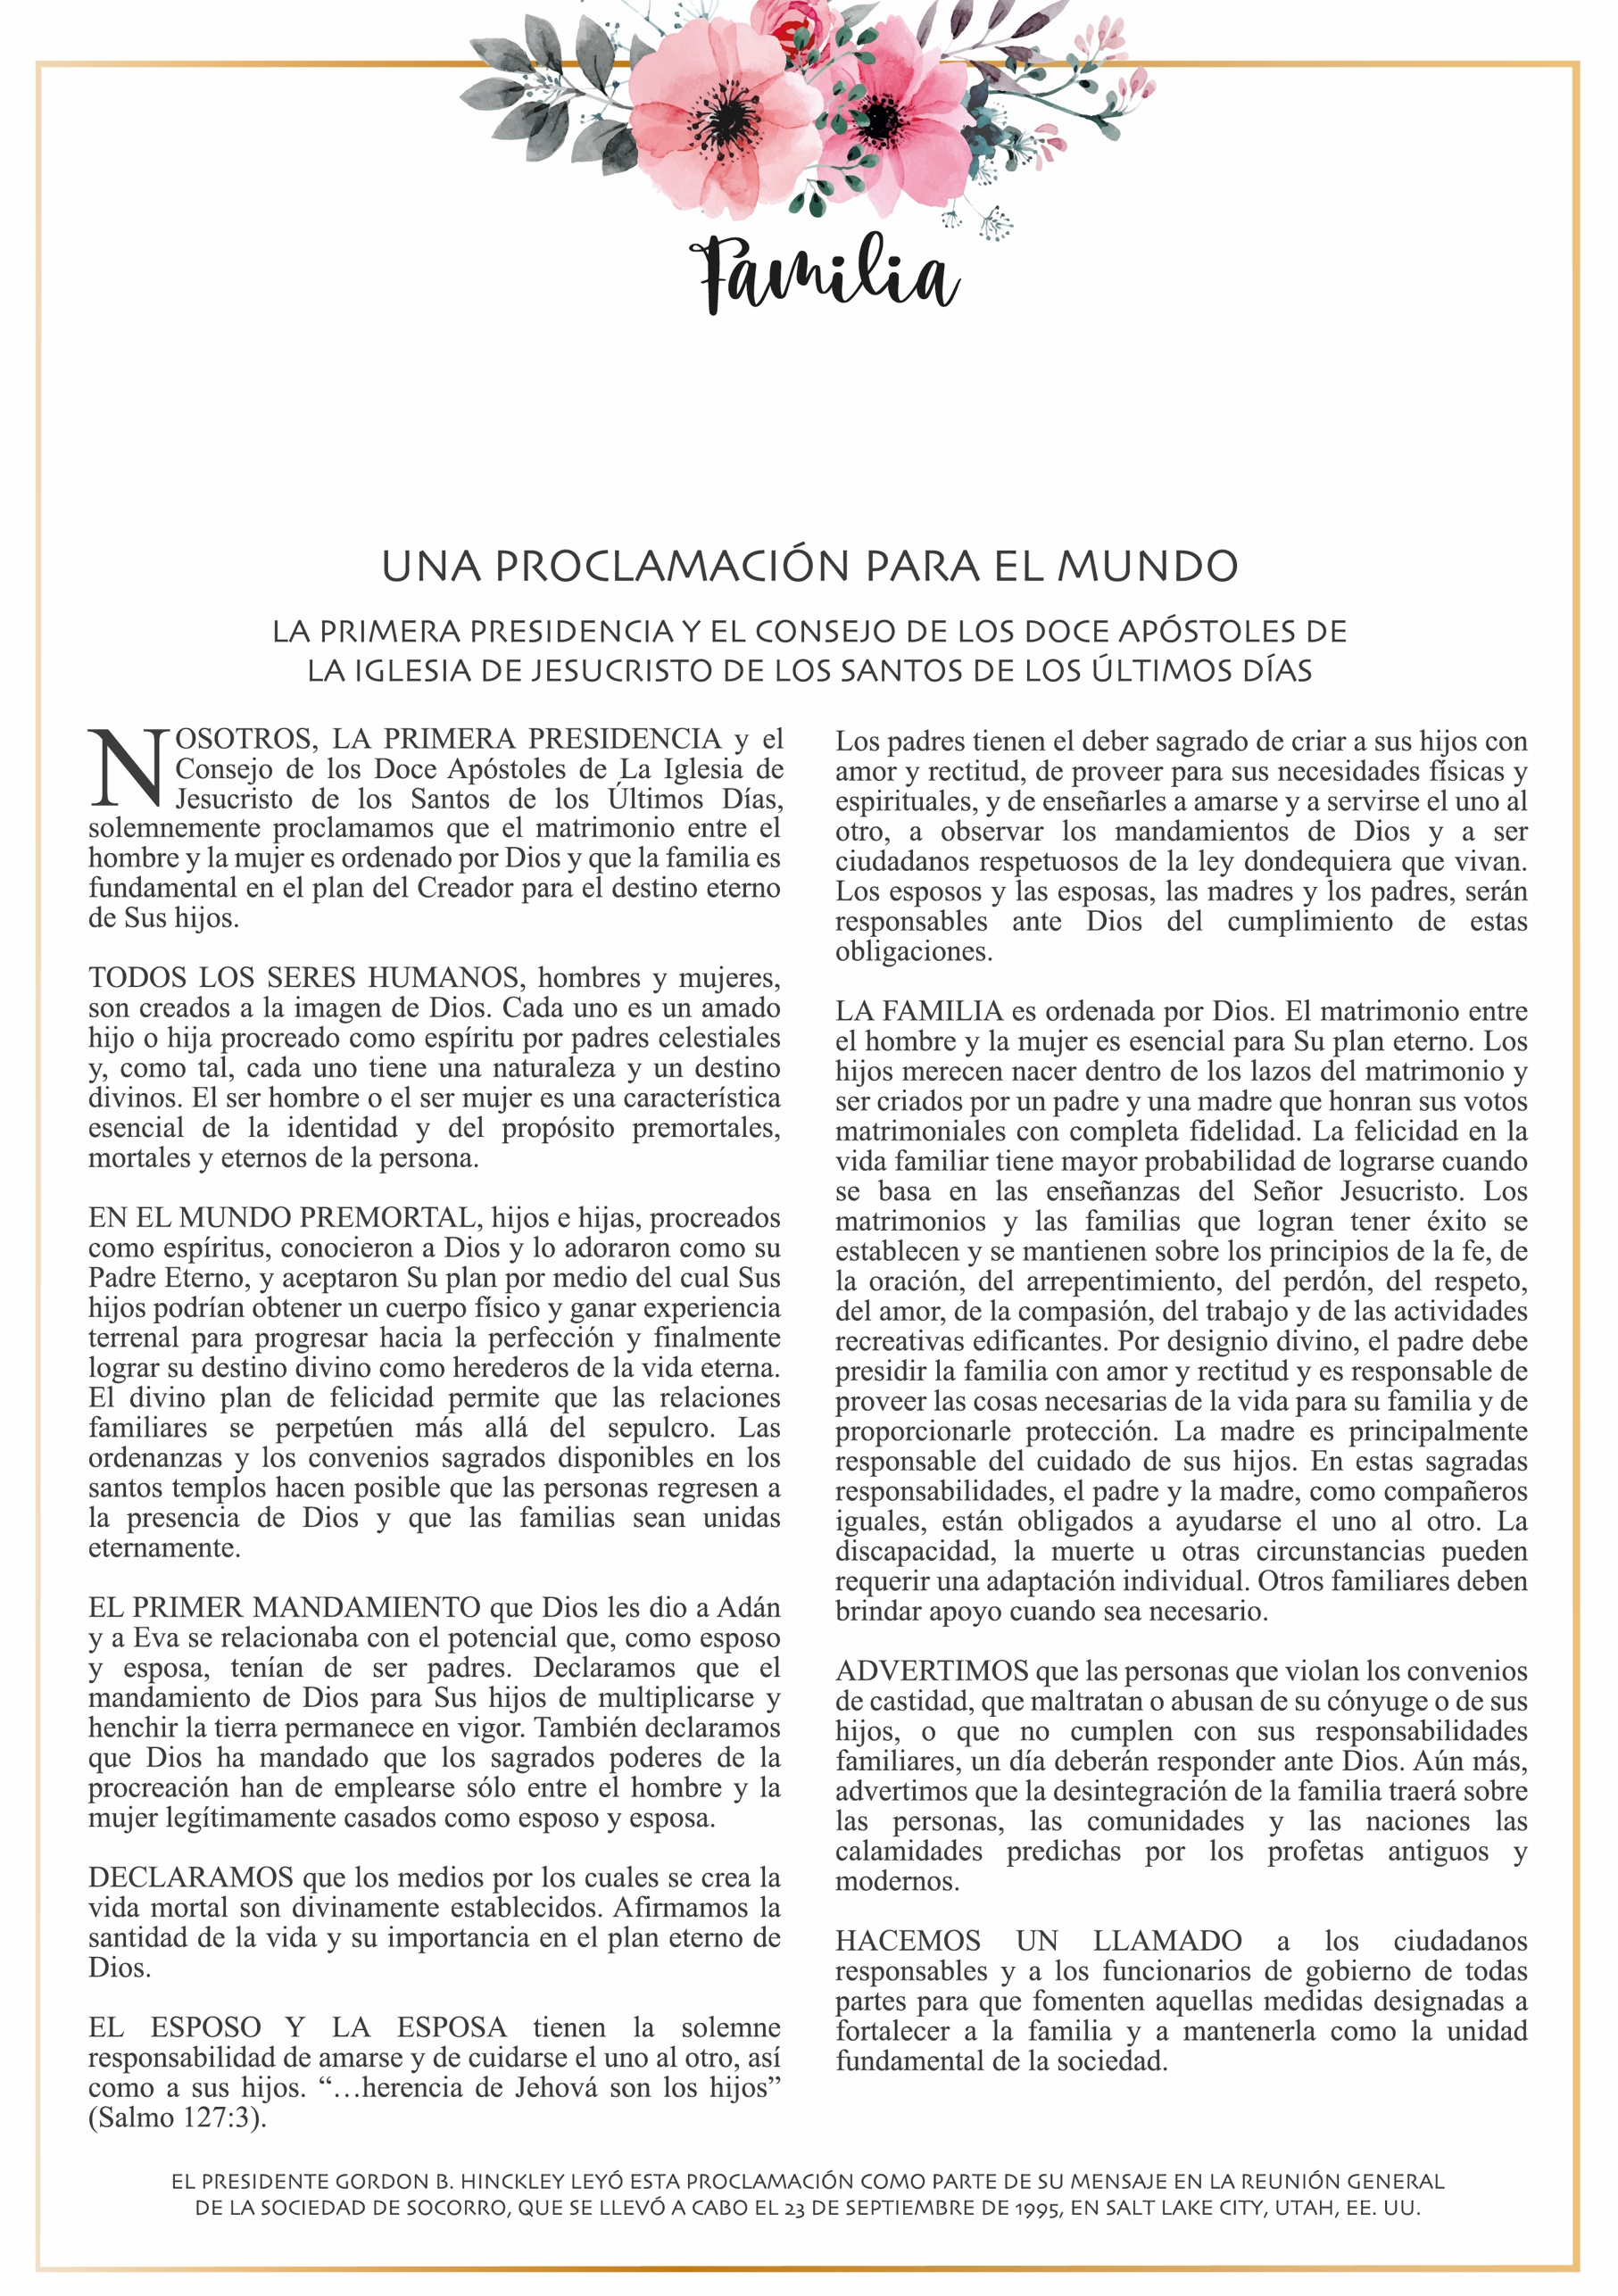 Familia
UNA PROCLAMACIÓN PARA EL MUNDO
LA PRIMERA PRESIDENCIA Y EL CONSEJO DE LOS DOCE APÓSTOLES DE
LA IGLESIA DE JESUCRISTO DE LOS SANTOS DE LOS ÚLTIMOS DÍAS
NOSOTROS, LA PRIMERA PRESIDENCIA y el
Consejo de los Doce Apóstoles de La Iglesia de
Jesucristo de los Santos de los Últimos Días,
solemnemente proclamamos que el matrimonio entre el
hombre y la mujer es ordenado por Dios y que la familia es
fundamental en el plan del Creador para el destino eterno
de Sus hijos.
TODOS LOS SERES HUMANOS, hombres y mujeres,
son creados a la imagen de Dios. Cada uno es un amado
hijo o hija procreado como espíritu por padres celestiales
y, como tal, cada uno tiene una naturaleza y un destino
divinos. El ser hombre o el ser mujer es una característica
esencial de la identidad y del propósito premortales,
mortales y eternos de la persona.
EN EL MUNDO PREMORTAL, hijos e hijas, procreados
como espíritus, conocieron a Dios y lo adoraron como su
Padre Eterno, y aceptaron Su plan por medio del cual Sus
hijos podrían obtener un cuerpo físico y ganar experiencia
terrenal para progresar hacia la perfección y finalmente
lograr su destino divino como herederos de la vida eterna.
El divino plan de felicidad permite que las relaciones
familiares se perpetúen más allá del sepulcro. Las
ordenanzas y los convenios sagrados disponibles en los
santos templos hacen posible que las personas regresen a
la presencia de Dios y que las familias sean unidas
eternamente.
EL PRIMER MANDAMIENTO que Dios les dio a Adán
y a Eva se relacionaba con el potencial que, como esposo
y esposa, tenían de ser padres. Declaramos que el
mandamiento de Dios para Sus hijos de multiplicarse y
henchir la tierra permanece en vigor. También declaramos
que Dios ha mandado que los sagrados poderes de la
procreación han de emplearse sólo entre el hombre y la
mujer legítimamente casados como esposo y esposa.
DECLARAMOS que los medios por los cuales se crea la
vida mortal son divinamente establecidos. Afirmamos la
santidad de la vida y su importancia en el plan eterno de
Dios.
EL ESPOSO Y LA ESPOSA tienen la solemne
responsabilidad de amarse y de cuidarse el uno al otro, así
como a sus hijos. “…herencia de Jehová son los hijos”
(Salmo 127:3).
Los padres tienen el deber sagrado de criar a sus hijos con
amor y rectitud, de proveer para sus necesidades físicas y
espirituales, y de enseñarles a amarse y a servirse el uno al
otro, a observar los mandamientos de Dios y a ser
ciudadanos respetuosos de la ley dondequiera que vivan.
Los esposos y las esposas, las madres y los padres, serán
responsables ante Dios del cumplimiento de estas
obligaciones.
LA FAMILIA es ordenada por Dios. El matrimonio entre
el hombre y la mujer es esencial para Su plan eterno. Los
hijos merecen nacer dentro de los lazos del matrimonio y
ser criados por un padre y una madre que honran sus votos
matrimoniales con completa fidelidad. La felicidad en la
vida familiar tiene mayor probabilidad de lograrse cuando
se basa en las enseñanzas del Señor Jesucristo. Los
matrimonios y las familias que logran tener éxito se
establecen y se mantienen sobre los principios de la fe, de
la oración, del arrepentimiento, del perdón, del respeto,
del amor, de la compasión, del trabajo y de las actividades
recreativas edificantes. Por designio divino, el padre debe
presidir la familia con amor y rectitud y es responsable de
proveer las cosas necesarias de la vida para su familia y de
proporcionarle protección. La madre es principalmente
responsable del cuidado de sus hijos. En estas sagradas
responsabilidades, el padre y la madre, como compañeros
iguales, están obligados a ayudarse el uno al otro. La
discapacidad, la muerte u otras circunstancias pueden
requerir una adaptación individual. Otros familiares deben
brindar apoyo cuando sea necesario.
ADVERTIMOS que las personas que violan los convenios
de castidad, que maltratan o abusan de su cónyuge o de sus
hijos, o que no cumplen con sus responsabilidades
familiares, un día deberán responder ante Dios. Aún más,
advertimos que la desintegración de la familia traerá sobre
las personas, las comunidades y las naciones las
calamidades predichas por los profetas antiguos y
modernos.
HACEMOS UN LLAMADO a los ciudadanos
responsables y a los funcionarios de gobierno de todas
partes para que fomenten aquellas medidas designadas a
fortalecer a la familia y a mantenerla como la unidad
fundamental de la sociedad.
EL PRESIDENTE GORDON B. HINCKLEY LEYÓ ESTA PROCLAMACIÓN COMO PARTE DE SU MENSAJE EN LA REUNIÓN GENERAL
DE LA SOCIEDAD DE SOCORRO, QUE SE LLEVÓ A CABO EL 23 DE SEPTIEMBRE DE 1995, EN SALT LAKE CITY, UTAH, EE. UU.